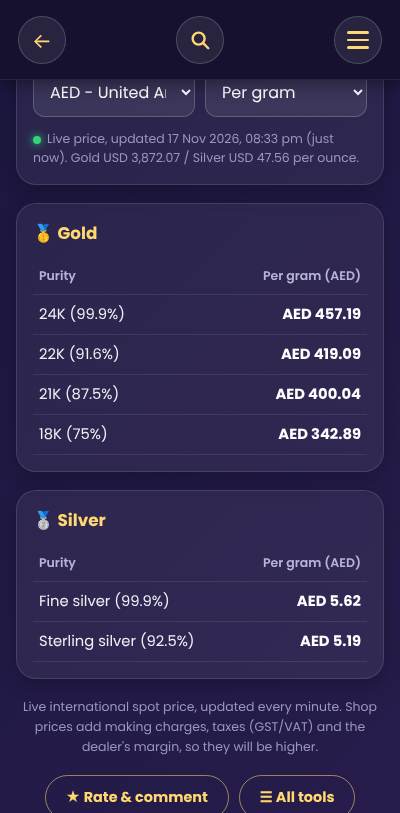 AED - United Ar
Per gram
Live price, updated 17 Nov 2026, 08:33 pm (just
now). Gold USD 3,872.07 / Silver USD 47.56 per ounce.
🥇 Gold
Purity Per gram (AED)
24K (99.9%) AED 457.19
22K (91.6%) AED 419.09
21K (87.5%) AED 400.04
18K (75%) AED 342.89
🥈 Silver
Purity Per gram (AED)
Fine silver (99.9%) AED 5.62
Sterling silver (92.5%) AED 5.19
Live international spot price, updated every minute. Shop
prices add making charges, taxes (GST/VAT) and the
dealer's margin, so they will be higher.
★ Rate & comment
☰ All tools